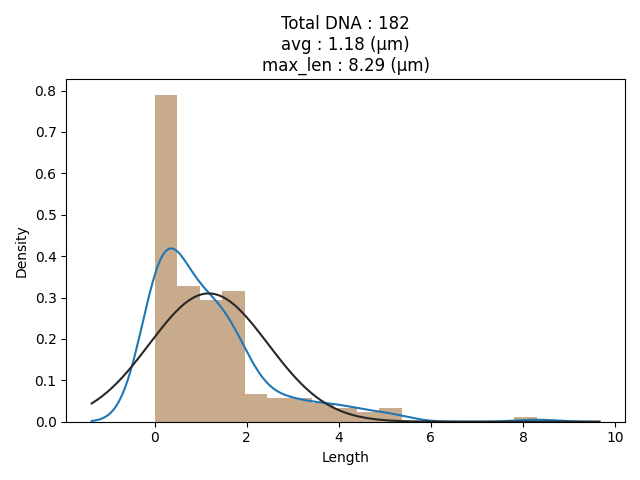 Total DNA : 182
avg : 1.18 (μm)
max_len : 8.29 (μm)
Density
0.8
0.7
0.6
0.5
0.4
0.3
0.2
0.1
0.0
0 2 4 6 8 10
Length